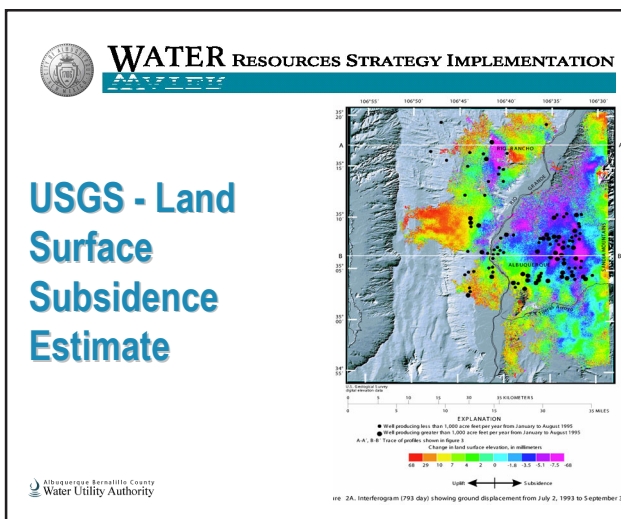 WATER RESOURCES STRATEGY IMPLEMENTATION
USGS - Land
Surface
Subsidence
Estimate
106°55' 106°50' 106°45' 106°40' 106°35' 106°30'
35°
20'
A
RIO RANCHO
35°
15'
RIO GRANDE
35°
10'
B
ALBUQUERQUE
B
35°
05'
35°
00'
34°
55'
U.S. Geological Survey
digital elevation data
0 5 10 15 35 KILOMETERS
0 5 10 15 30 35 MILES
EXPLANATION
Well producing less than 1,000 acre feet per year from January to August 1995
Well producing greater than 1,000 acre feet per year from January to August 1995
A-A', B-B' Trace of profiles shown in figure 3
Change in land surface elevation, in millimeters
68 29 10 7 4 2 0 -1.8 -3.5 -5.1 -7.5 -68
Uplift Subsidence
re 2A. Interferogram (793 day) showing ground displacement from July 2, 1993 to September 3
Albuquerque Bernalillo County
Water Utility Authority